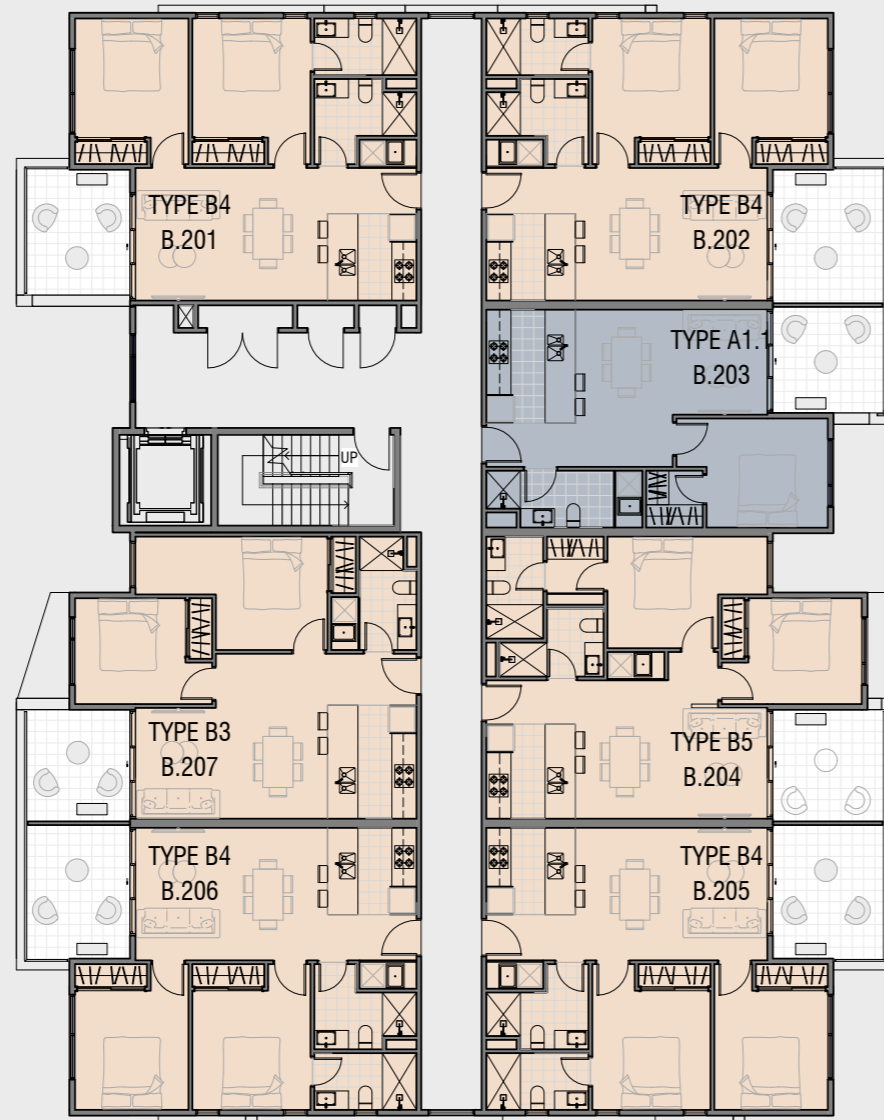 TYPE B4
B.201
TYPE B4
B.202
TYPE A1.1
B.203
UP
TYPE B3
B.207
TYPE B5
B.204
TYPE B4
B.206
TYPE B4
B.205